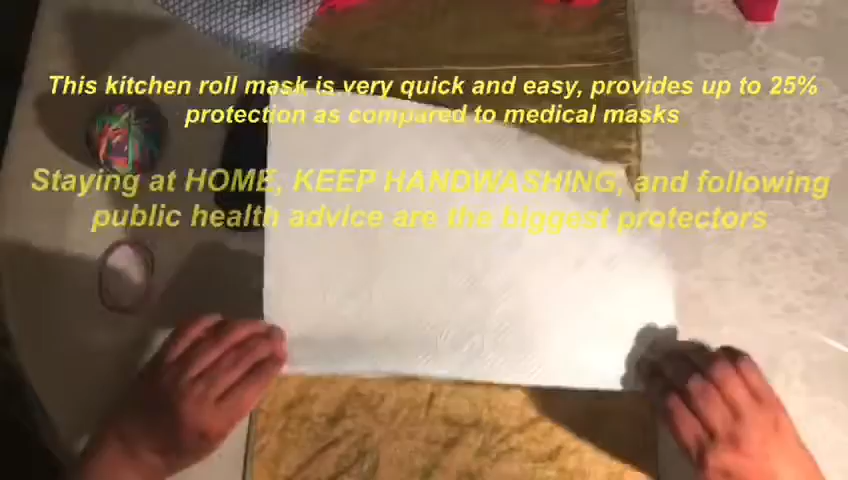 This kitchen roll mask is very quick and easy, provides up to 25%
protection as compared to medical masks
Staying at HOME, KEEP HANDWASHING, and following
public health advice are the biggest protectors